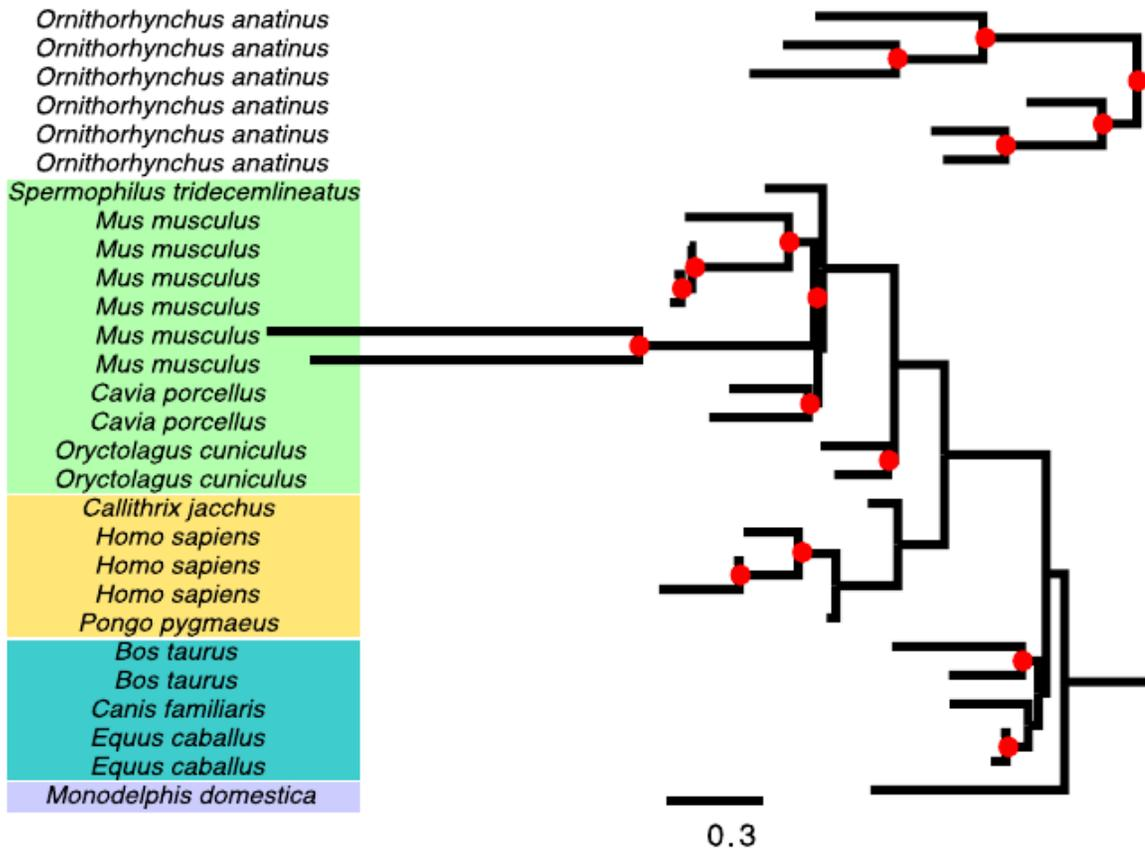 Ornithorhynchus anatinus
Ornithorhynchus anatinus
Ornithorhynchus anatinus
Ornithorhynchus anatinus
Ornithorhynchus anatinus
Ornithorhynchus anatinus
Spermophilus tridecemlineatus
Mus musculus
Mus musculus
Mus musculus
Mus musculus
Mus musculus
Mus musculus
Cavia porcellus
Cavia porcellus
Oryctolagus cuniculus
Oryctolagus cuniculus
Callithrix jacchus
Homo sapiens
Homo sapiens
Homo sapiens
Pongo pygmaeus
Bos taurus
Bos taurus
Canis familiaris
Equus caballus
Equus caballus
Monodelphis domestica
0.3